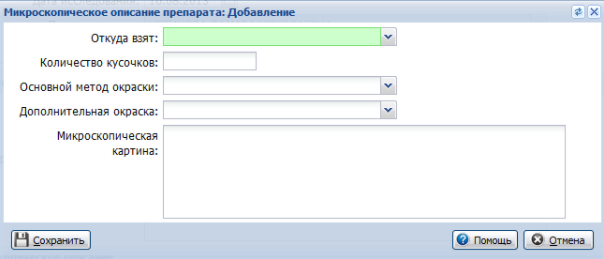 Микроскопическое описание препарата: Добавление
Откуда взят:
Количество кусочков:
Основной метод окраски:
Дополнительная окраска:
Микроскопическая
картина:
Сохранить
Помощь
Отмена